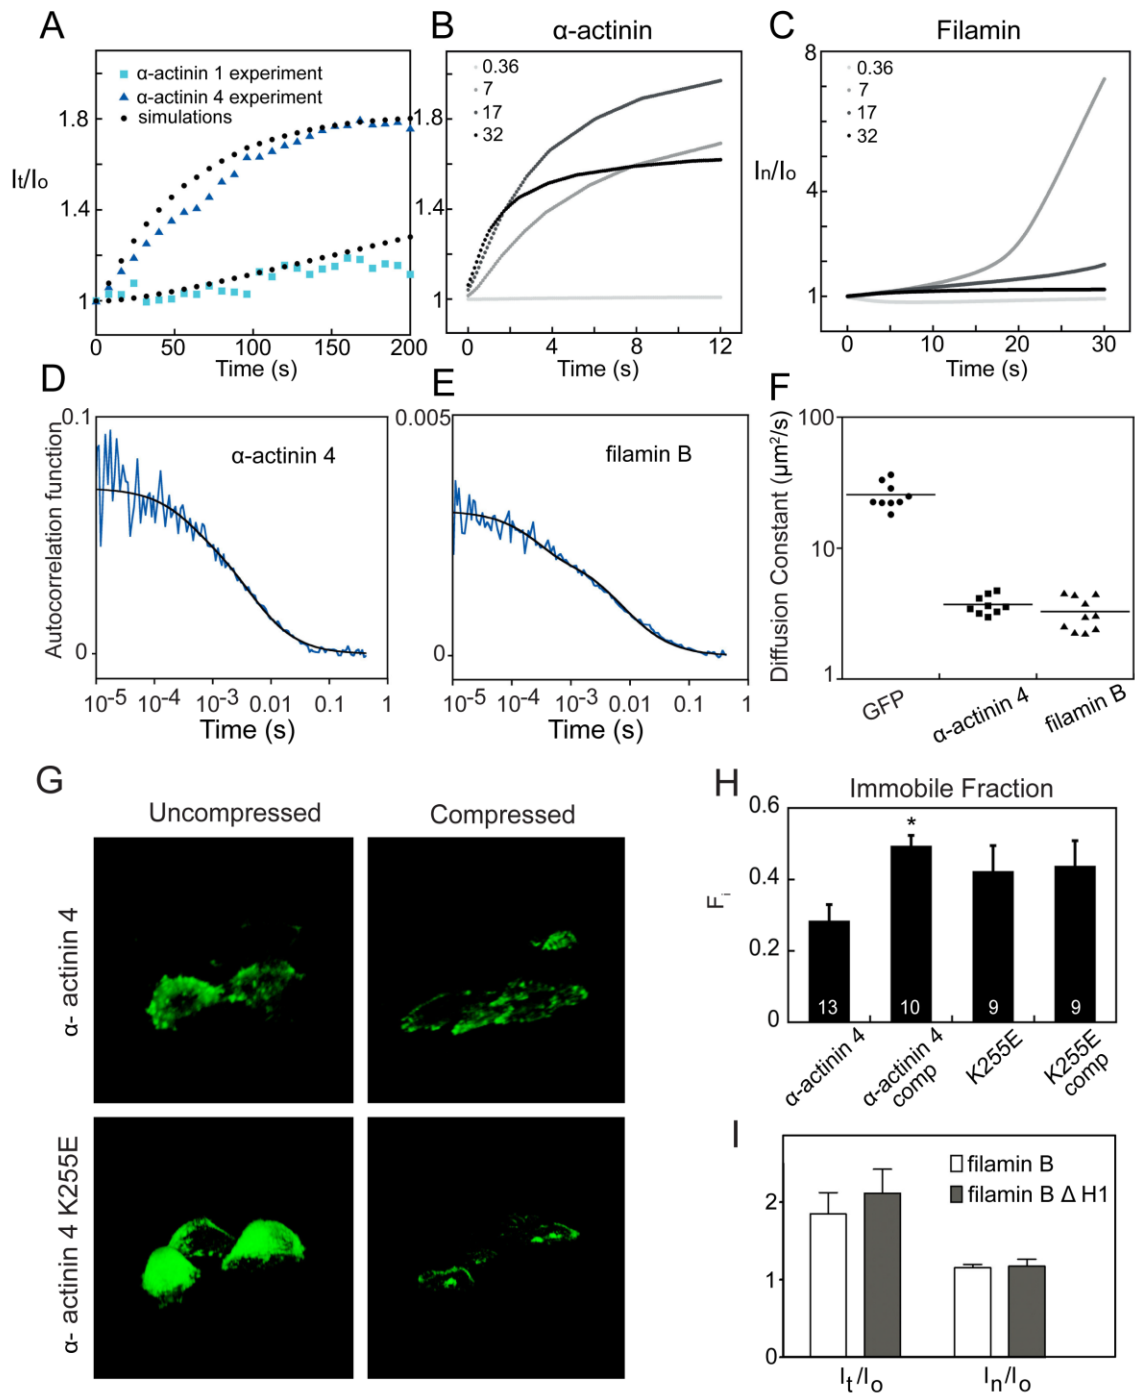 A
α-actinin 1 experiment
α-actinin 4 experiment
simulations
1.8
It/Io
1.4
1
0 50 100 150 200
Time (s)
B
α-actinin
0.36
7
17
32
1.8
1.4
1
0 4 8 12
Time (s)
C
Filamin
8
0.36
7
17
32
In/Io
4
1
0 10 20 30
Time (s)
D
0.1
α-actinin 4
Autocorrelation function
0
10-5 10-4 10-3 0.01 0.1 1
Time (s)
E
0.005
filamin B
0
10-5 10-4 10-3 0.01 0.1 1
Time (s)
F
100
Diffusion Constant (μm²/s)
10
1
GFP
α-actinin 4
filamin B
G
Uncompressed Compressed
α- actinin 4
α- actinin 4 K255E
H
Immobile Fraction
0.6
*
0.4
Fi
0.2
13 10 9 9
0
α-actinin 4
α-actinin 4
comp
K255E
K255E
comp
I
filamin B
filamin B Δ H1
2
1
0
It/Io In/Io